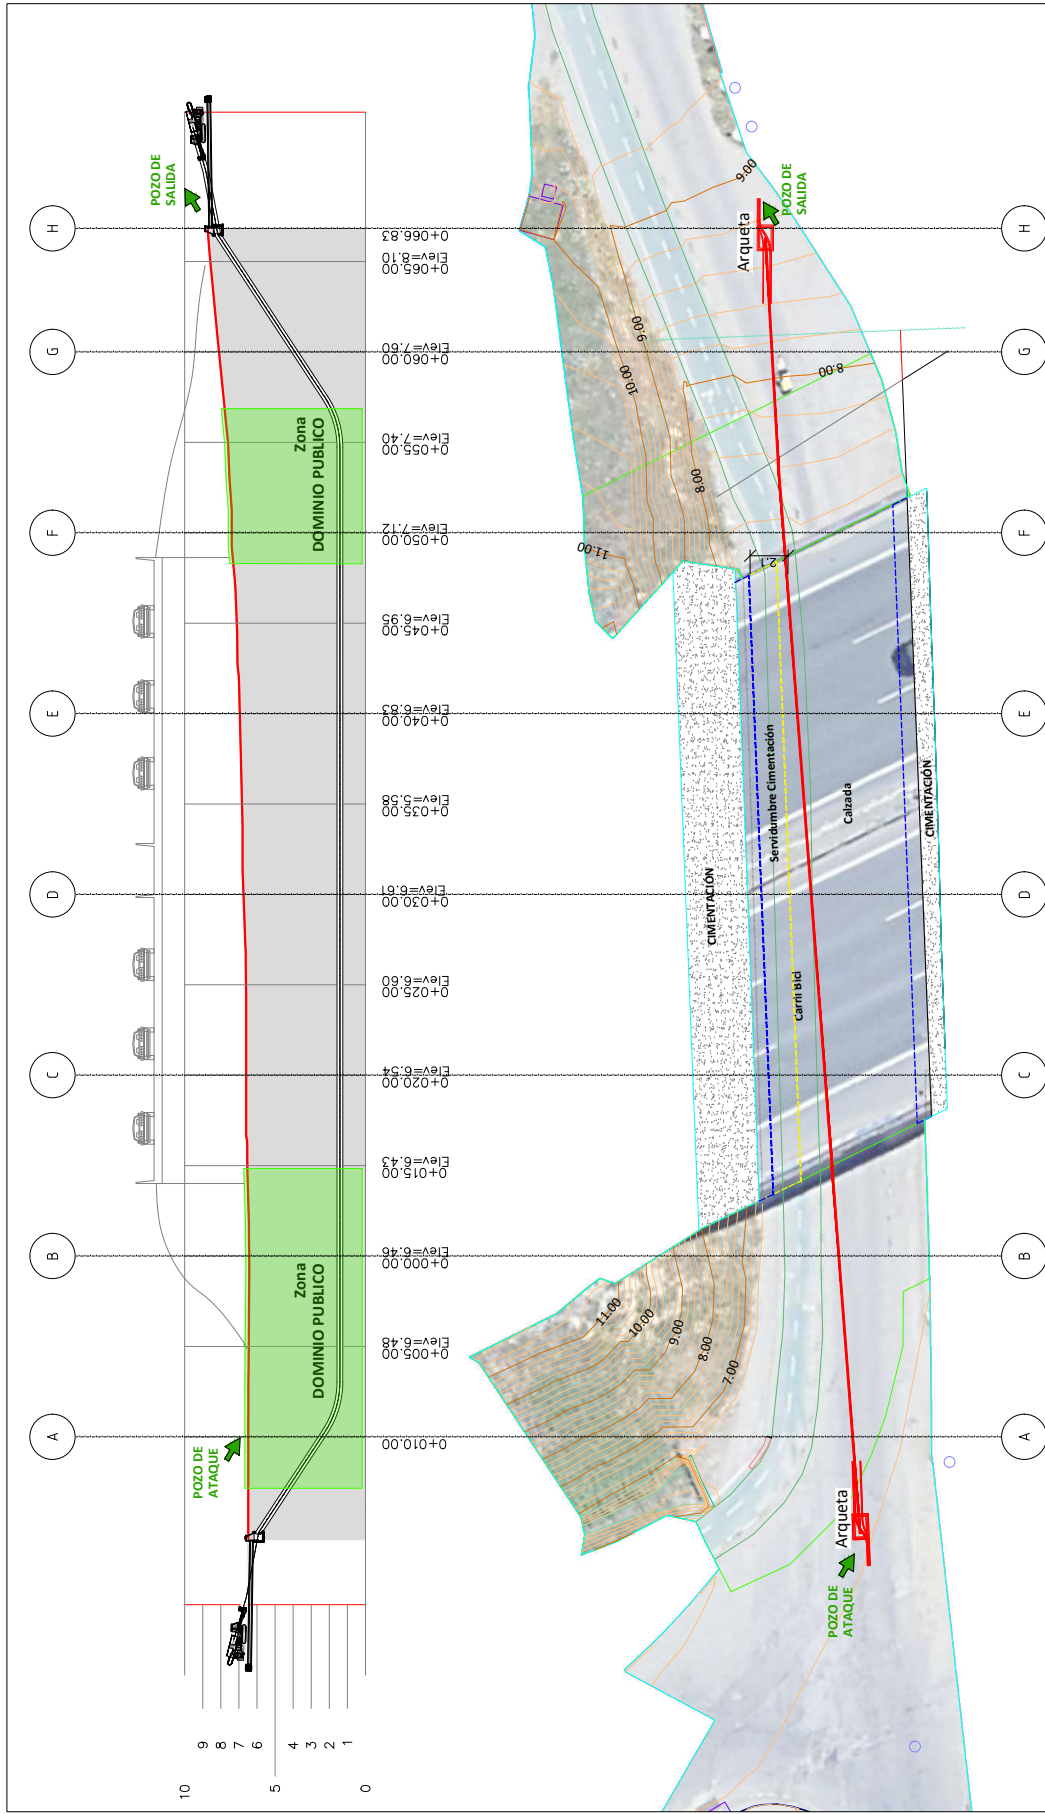 H
G
F
E
D
C
B
A
POZO DE
SALIDA
Zona
DOMINIO PUBLICO
Zona
DOMINIO PUBLICO
POZO DE
ATAQUE
0+066.83
Elev=8.10
0+065.00
Elev=7.60
0+060.00
Elev=7.40
0+055.00
Elev=7.12
0+050.00
Elev=6.95
0+045.00
Elev=6.83
0+040.00
Elev=5.58
0+035.00
Elev=6.61
0+030.00
Elev=6.60
0+025.00
Elev=6.54
0+020.00
Elev=6.43
0+015.00
Elev=6.46
0+000.00
Elev=6.48
0+005.00
0+010.00
10
9
8
7
6
5
4
3
2
1
0
9.00
POZO DE
SALIDA
Arqueta
9.00
10.00
8.00
8.00
11.00
2.1
CIMENTACIÓN
Servidumbre Cimentación
Calzada
CIMENTACIÓN
Carril Bici
11.00
10.00
9.00
8.00
7.00
Arqueta
POZO DE
ATAQUE
H
G
F
E
D
C
B
A